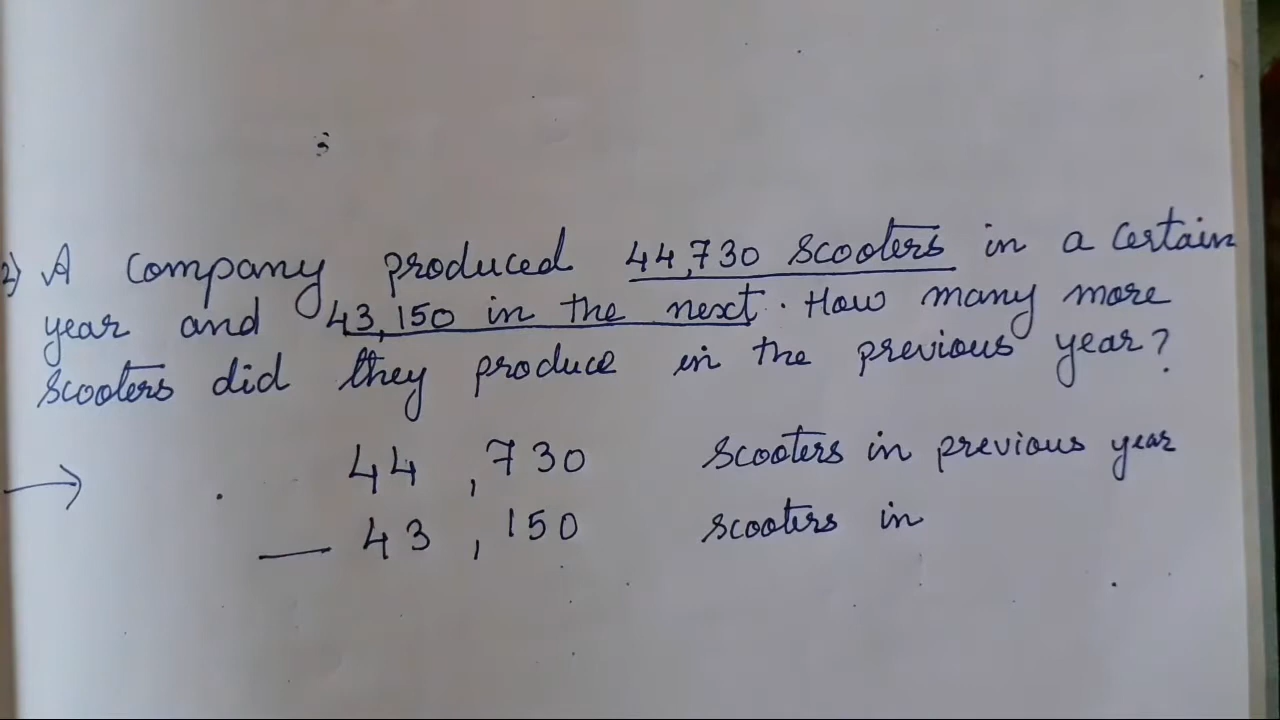 2) A company produced 44,730 scooters in a certain
year and 43,150 in the next. How many more
scooters did they produce in the previous year?
44,730 scooters in previous year
— 43,150 scooters in